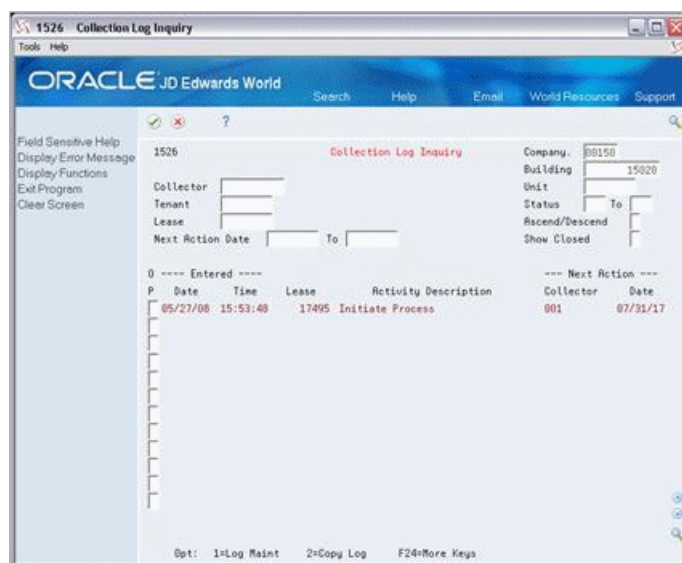 1526 Collection Log Inquiry
Tools Help
ORACLE JD Edwards World
Search Help Email World Resources Support
Field Sensitive Help
Display Error Message
Display Functions
Exit Program
Clear Screen
?
1526 Collection Log Inquiry Company. 00150
Building 15020
Collector Unit
Tenant Status To
Lease Ascend/Descend
Next Action Date To Show Closed
O ---- Entered ---- --- Next Action ---
P Date Time Lease Activity Description Collector Date
05/27/08 15:53:48 17495 Initiate Process 001 07/31/17
Opt: 1=Log Maint 2=Copy Log F24=More Keys